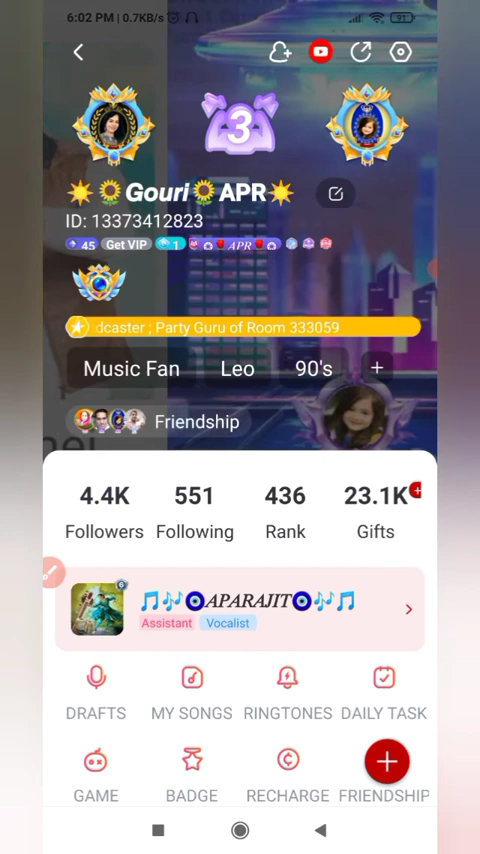 6:02 PM | 0.7KB/s
91
3
Gouri APR
ID: 13373412823
45 Get VIP 1 APR
dcaster ; Party Guru of Room 333059
Music Fan Leo 90's +
Friendship
4.4K 551 436 23.1K
Followers Following Rank Gifts
APARAJIT
Assistant Vocalist
DRAFTS MY SONGS RINGTONES DAILY TASK
GAME BADGE RECHARGE FRIENDSHIP